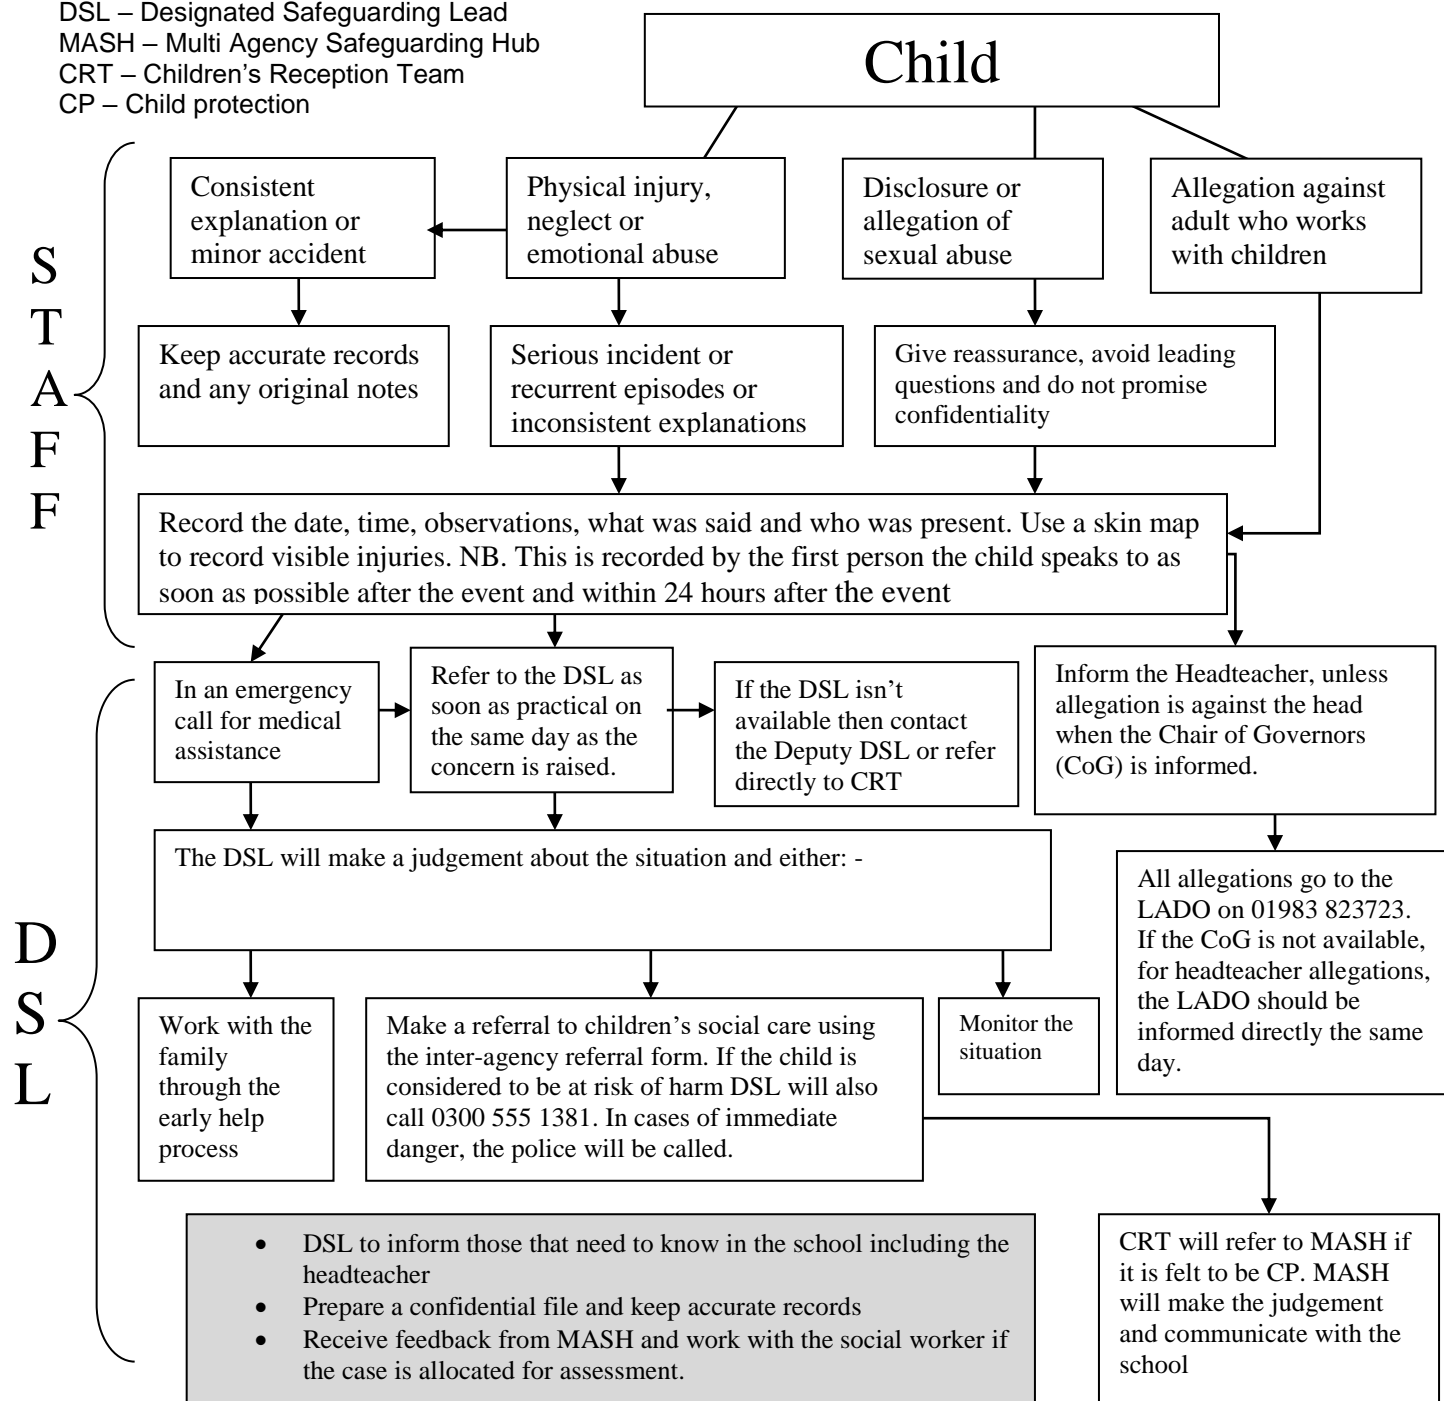 DSL – Designated Safeguarding Lead
MASH – Multi Agency Safeguarding Hub
CRT – Children's Reception Team
CP – Child protection
Child
S
T
A
F
F
Consistent
explanation or
minor accident
Physical injury,
neglect or
emotional abuse
Disclosure or
allegation of
sexual abuse
Allegation against
adult who works
with children
Keep accurate records
and any original notes
Serious incident or
recurrent episodes or
inconsistent explanations
Give reassurance, avoid leading
questions and do not promise
confidentiality
Record the date, time, observations, what was said and who was present. Use a skin map
to record visible injuries. NB. This is recorded by the first person the child speaks to as
soon as possible after the event and within 24 hours after the event
D
S
L
In an emergency
call for medical
assistance
Refer to the DSL as
soon as practical on
the same day as the
concern is raised.
If the DSL isn't
available then contact
the Deputy DSL or refer
directly to CRT
Inform the Headteacher, unless
allegation is against the head
when the Chair of Governors
(CoG) is informed.
The DSL will make a judgement about the situation and either: -
All allegations go to the
LADO on 01983 823723.
If the CoG is not available,
for headteacher allegations,
the LADO should be
informed directly the same
day.
Work with the
family
through the
early help
process
Make a referral to children's social care using
the inter-agency referral form. If the child is
considered to be at risk of harm DSL will also
call 0300 555 1381. In cases of immediate
danger, the police will be called.
Monitor the
situation
• DSL to inform those that need to know in the school including the
headteacher
• Prepare a confidential file and keep accurate records
• Receive feedback from MASH and work with the social worker if
the case is allocated for assessment.
CRT will refer to MASH if
it is felt to be CP. MASH
will make the judgement
and communicate with the
school